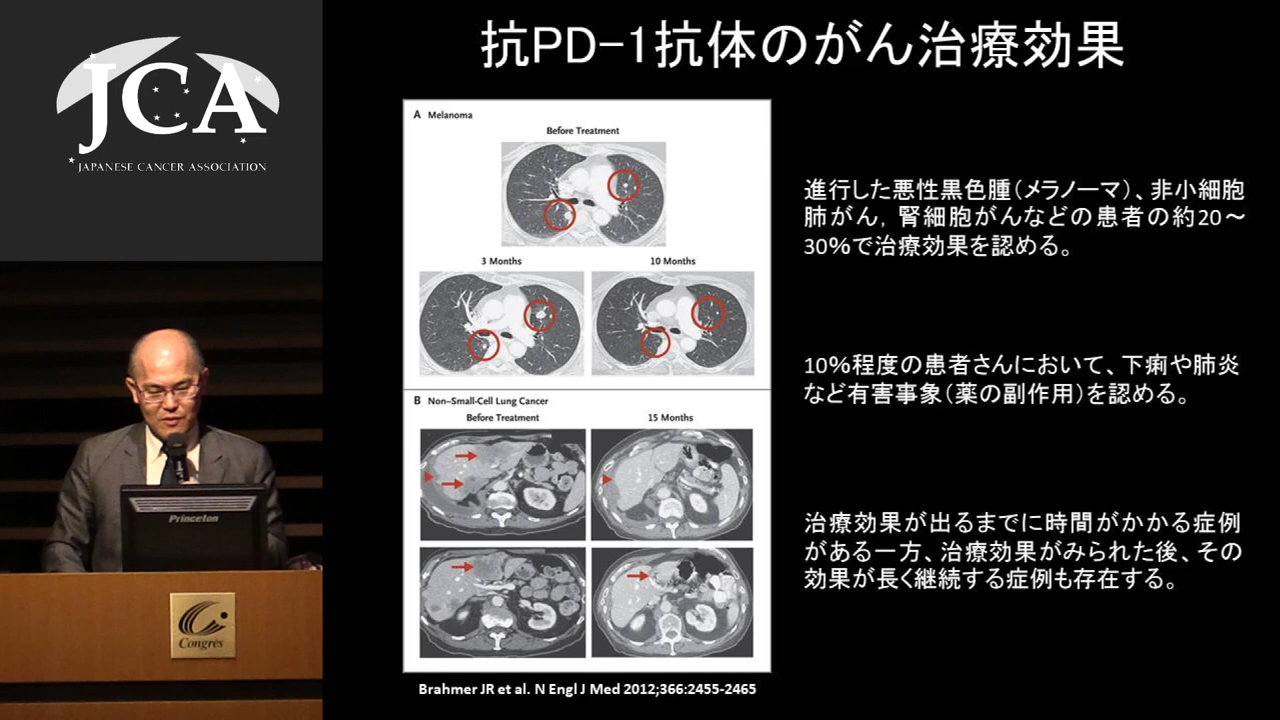 JCA
JAPANESE CANCER ASSOCIATION
Princeton
Congrès
抗PD-1抗体のがん治療効果
A Melanoma
Before Treatment
3 Months
10 Months
B Non–Small-Cell Lung Cancer
Before Treatment
15 Months
Brahmer JR et al. N Engl J Med 2012;366:2455-2465
進行した悪性黒色腫（メラノーマ）、非小細胞
肺がん，腎細胞がんなどの患者の約20～
30%で治療効果を認める。
10%程度の患者さんにおいて、下痢や肺炎
など有害事象（薬の副作用）を認める。
治療効果が出るまでに時間がかかる症例
がある一方、治療効果がみられた後、その
効果が長く継続する症例も存在する。